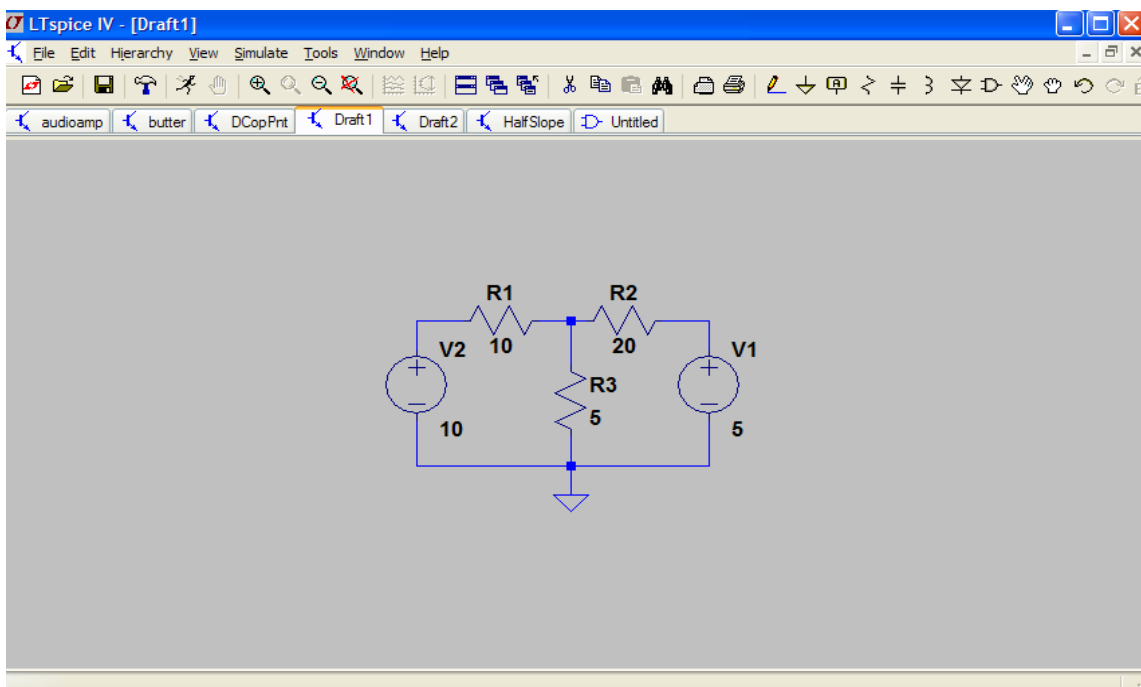 LTspice IV - [Draft1]
File Edit Hierarchy View Simulate Tools Window Help
audioamp butter DCopPnt Draft1 Draft2 HalfSlope Untitled
R1 R2
V2 10 20 V1
R3
5
10 5